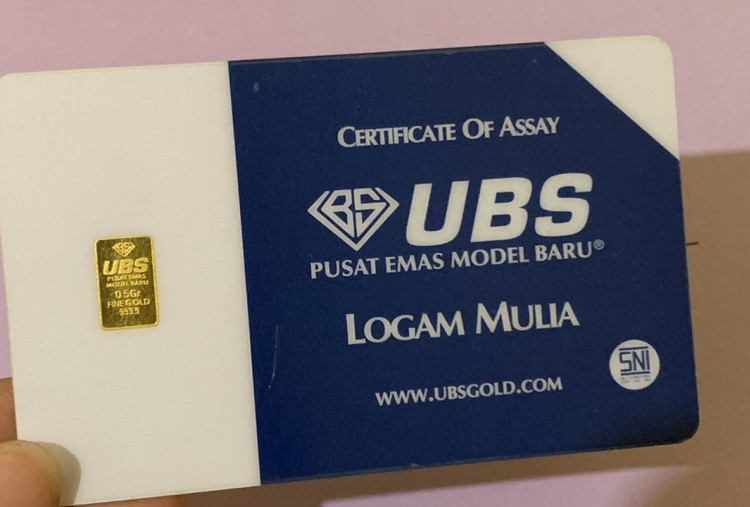 CERTIFICATE OF ASSAY
UBS
PUSAT EMAS MODEL BARU®
LOGAM MULIA
WWW.UBSGOLD.COM
SNI
UBS
PUSAT EMAS
MODEL BARU
0.5Gr
FINE GOLD
999.9